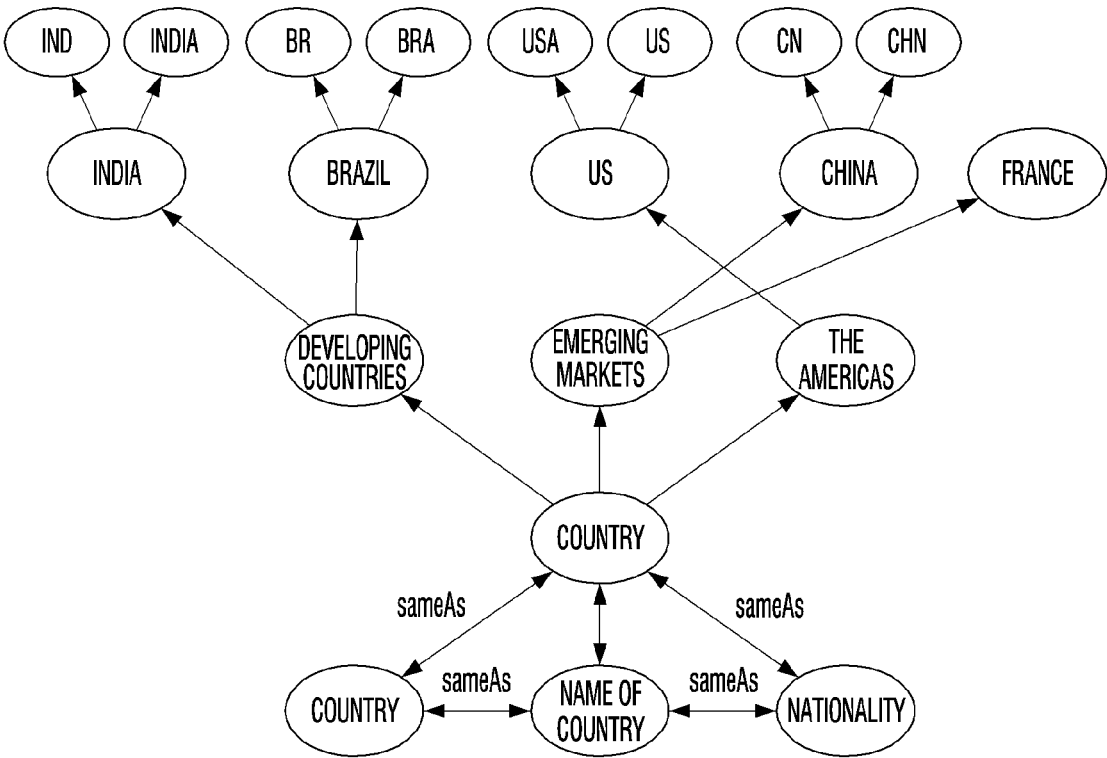 IND
INDIA
BR
BRA
USA
US
CN
CHN
INDIA
BRAZIL
US
CHINA
FRANCE
DEVELOPING
COUNTRIES
EMERGING
MARKETS
THE
AMERICAS
COUNTRY
sameAs
sameAs
COUNTRY
sameAs
NAME OF
COUNTRY
sameAs
NATIONALITY